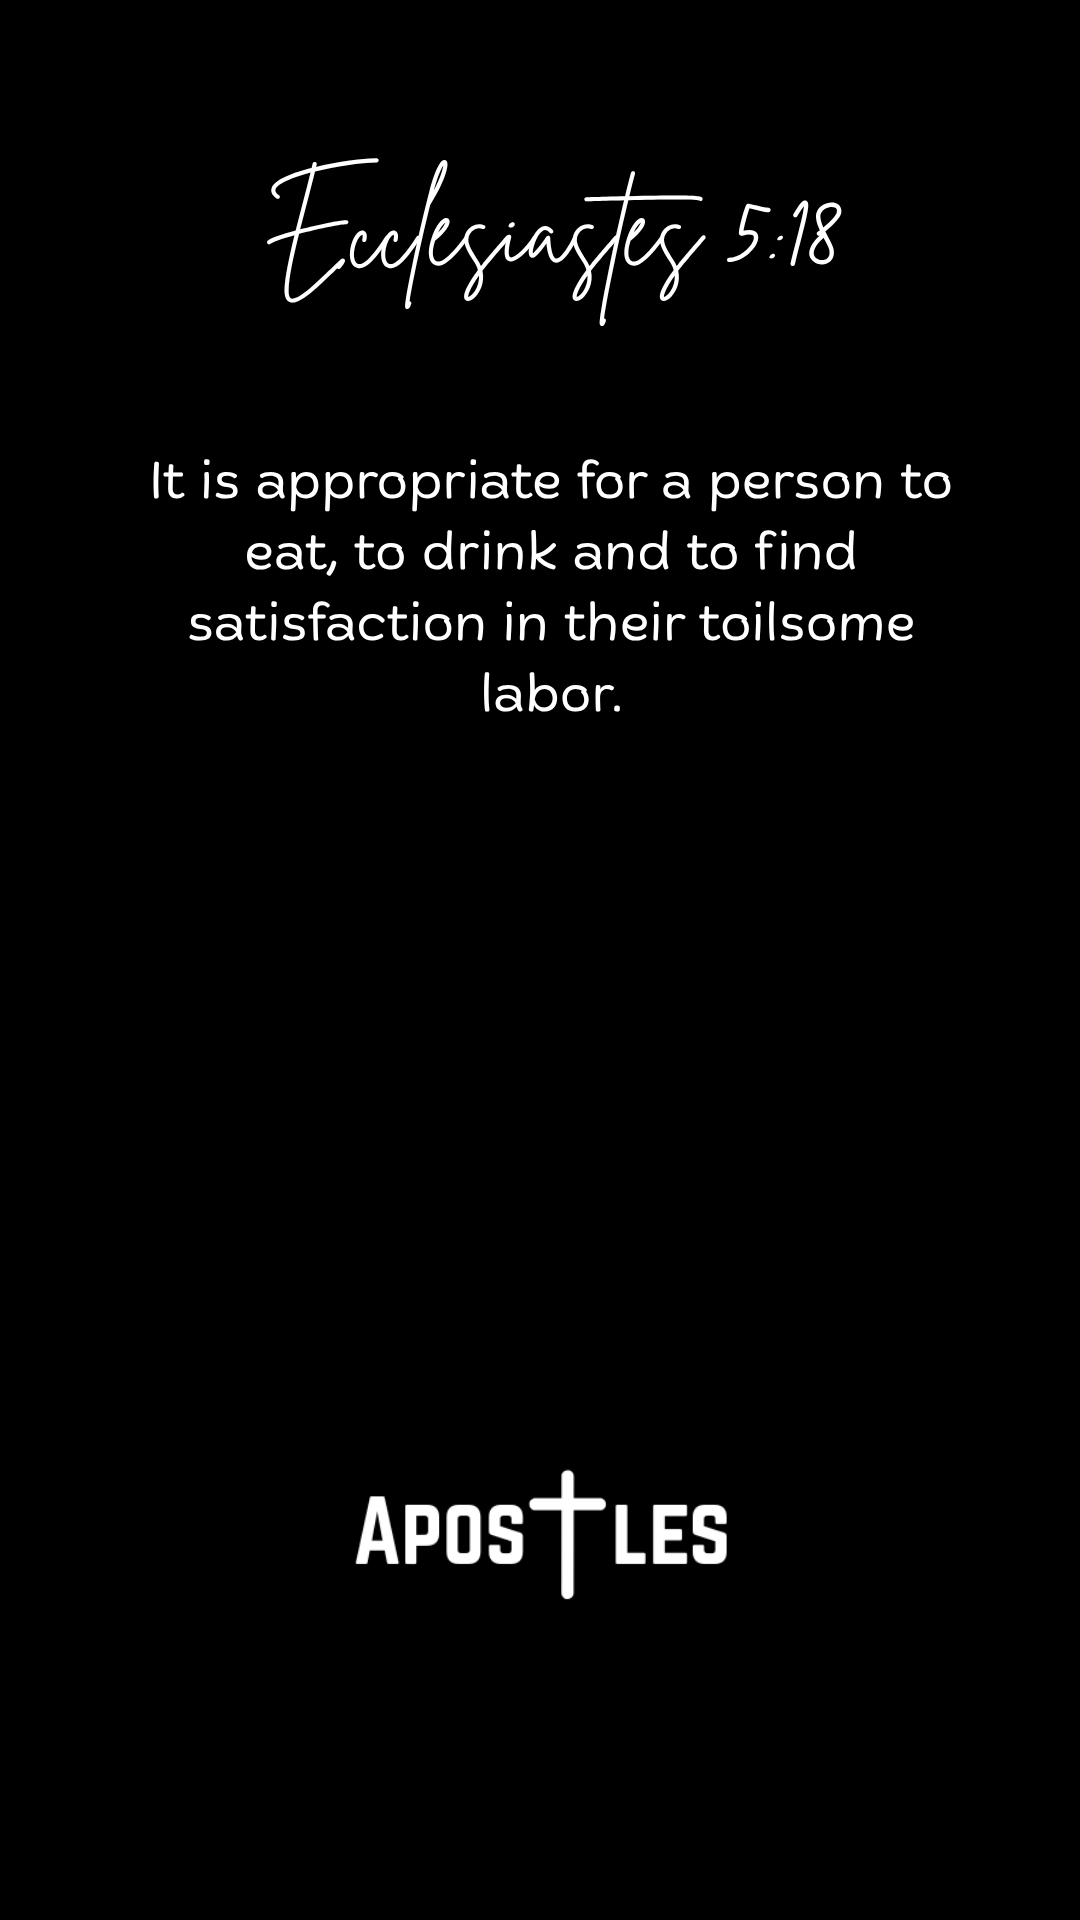 Ecclesiastes 5:18
It is appropriate for a person to
eat, to drink and to find
satisfaction in their toilsome
labor.
APOSTLES